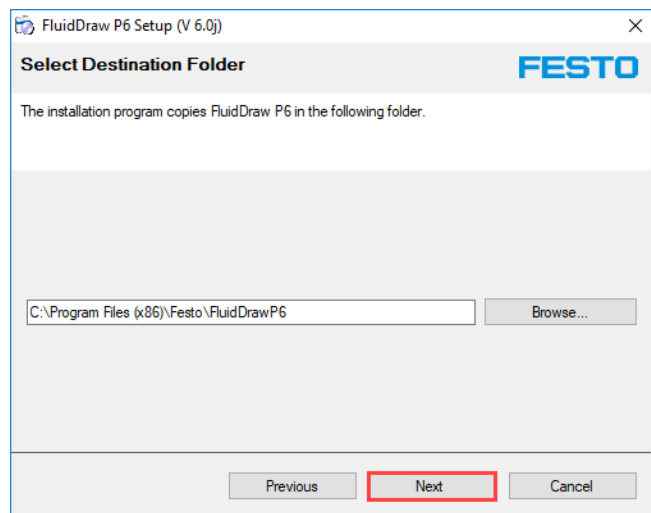 FluidDraw P6 Setup (V 6.0j)
Select Destination Folder
FESTO
The installation program copies FluidDraw P6 in the following folder.
C:\Program Files (x86)\Festo\FluidDrawP6
Browse...
Previous
Next
Cancel